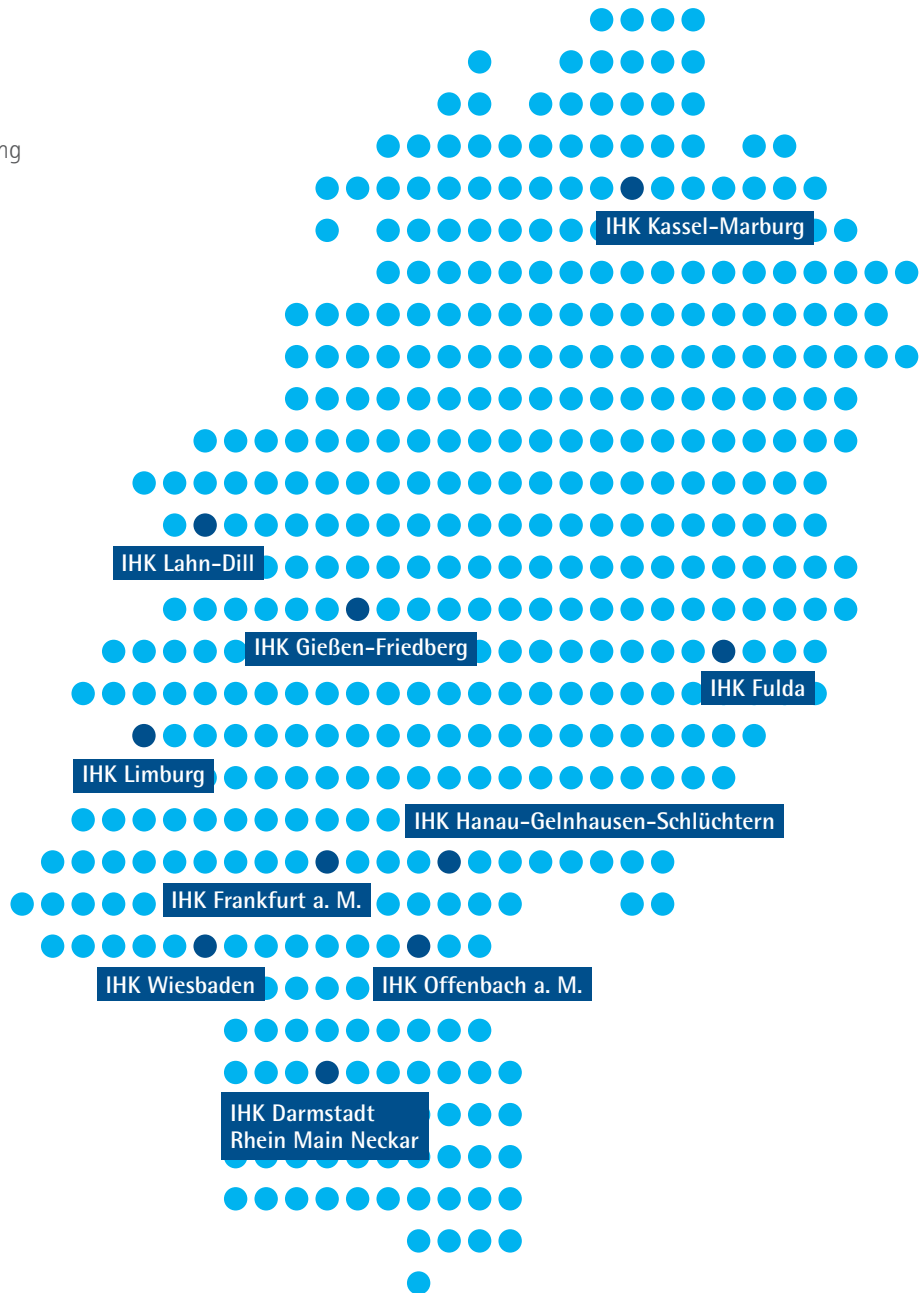 IHK Kassel-Marburg
IHK Lahn-Dill
IHK Gießen-Friedberg
IHK Fulda
IHK Limburg
IHK Hanau-Gelnhausen-Schlüchtern
IHK Frankfurt a. M.
IHK Wiesbaden
IHK Offenbach a. M.
IHK Darmstadt
Rhein Main Neckar